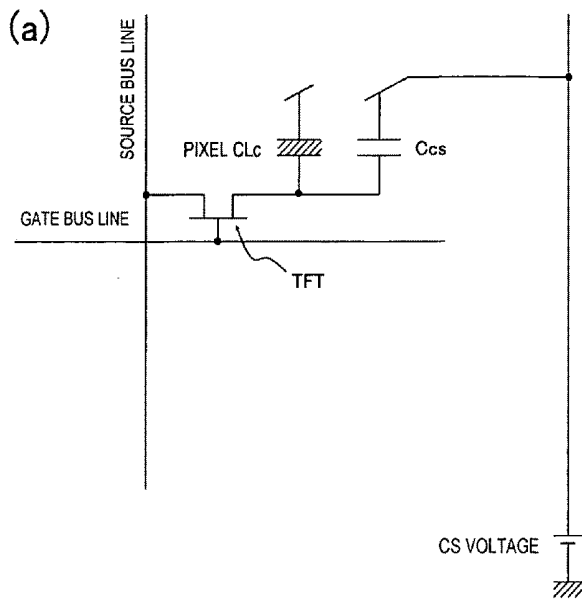 (a)
SOURCE BUS LINE
PIXEL CLc
Ccs
GATE BUS LINE
TFT
CS VOLTAGE